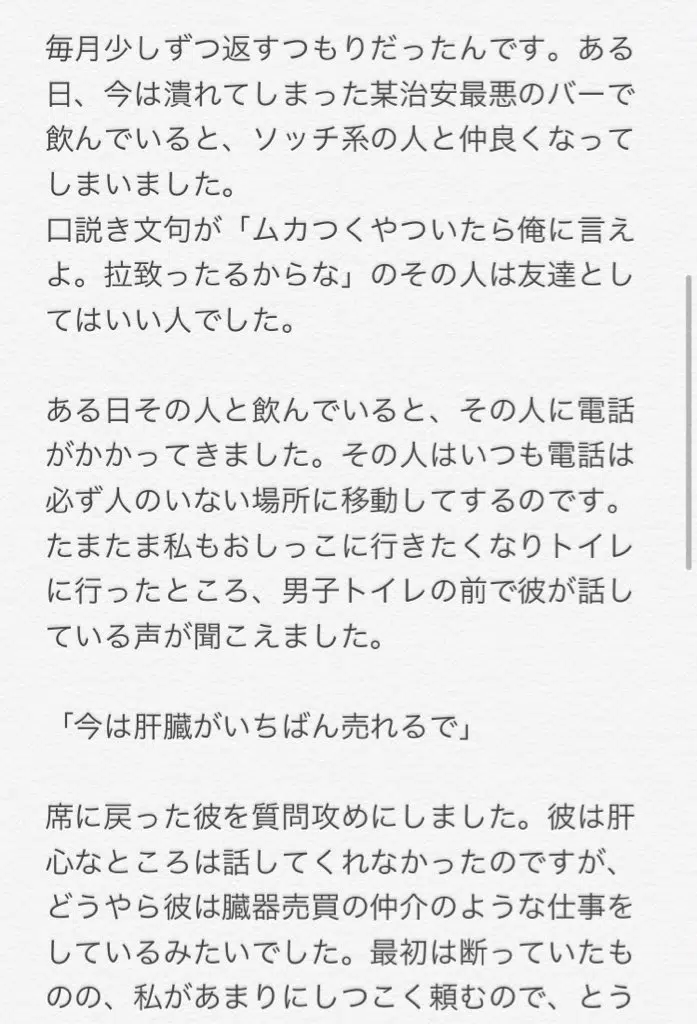 毎月少しずつ返すつもりだったんです。ある
日、今は潰れてしまった某治安最悪のバーで
飲んでいると、ソッチ系の人と仲良くなって
しまいました。
口説き文句が「ムカつくやついたら俺に言え
よ。拉致ったるからな」のその人は友達とし
てはいい人でした。
ある日その人と飲んでいると、その人に電話
がかかってきました。その人はいつも電話は
必ず人のいない場所に移動してするのです。
たまたま私もおしっこに行きたくなりトイレ
に行ったところ、男子トイレの前で彼が話し
ている声が聞こえました。
「今は肝臓がいちばん売れるで」
席に戻った彼を質問攻めにしました。彼は肝
心なところは話してくれなかったのですが、
どうやら彼は臓器売買の仲介のような仕事を
しているみたいでした。最初は断っていたも
のの、私があまりにしつこく頼むので、とう